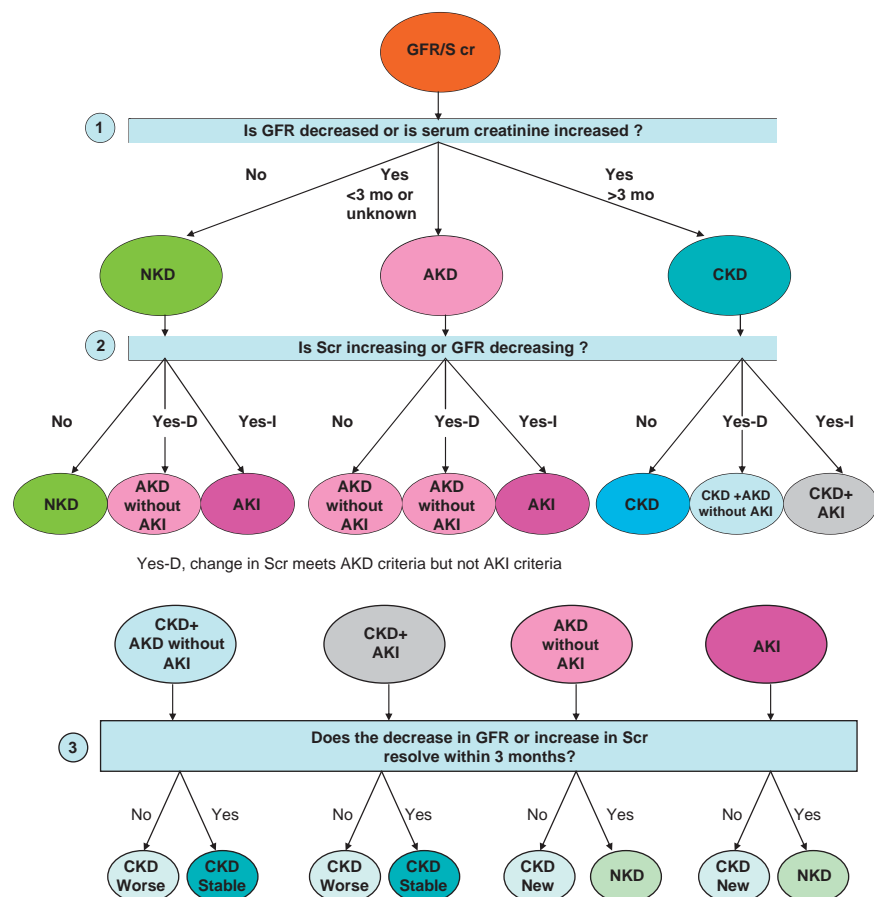 GFR/S cr
1
Is GFR decreased or is serum creatinine increased ?
No
Yes
<3 mo or
unknown
Yes
>3 mo
NKD
AKD
CKD
2
Is Scr increasing or GFR decreasing ?
No
Yes-D
Yes-I
No
Yes-D
Yes-I
No
Yes-D
Yes-I
NKD
AKD
without
AKI
AKI
AKD
without
AKI
AKD
without
AKI
AKI
CKD
CKD +AKD
without AKI
CKD+
AKI
Yes-D, change in Scr meets AKD criteria but not AKI criteria
CKD+
AKD without
AKI
CKD+
AKI
AKD
without
AKI
AKI
3
Does the decrease in GFR or increase in Scr
resolve within 3 months?
No
Yes
No
Yes
No
Yes
No
Yes
CKD
Worse
CKD
Stable
CKD
Worse
CKD
Stable
CKD
New
NKD
CKD
New
NKD